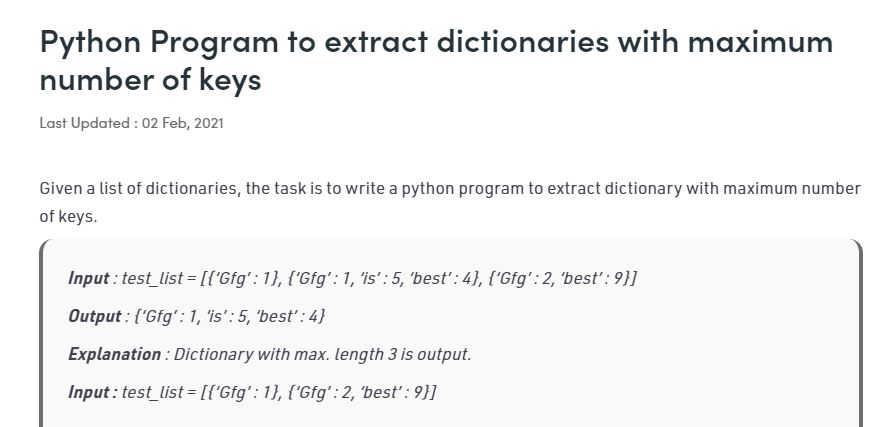 Python Program to extract dictionaries with maximum
number of keys
Last Updated : 02 Feb, 2021
Given a list of dictionaries, the task is to write a python program to extract dictionary with maximum number
of keys.
Input : test_list = [{‘Gfg’ : 1}, {‘Gfg’ : 1, ‘is’ : 5, ‘best’ : 4}, {‘Gfg’ : 2, ‘best’ : 9}]
Output : {‘Gfg’ : 1, ‘is’ : 5, ‘best’ : 4}
Explanation : Dictionary with max. length 3 is output.
Input : test_list = [{‘Gfg’ : 1}, {‘Gfg’ : 2, ‘best’ : 9}]